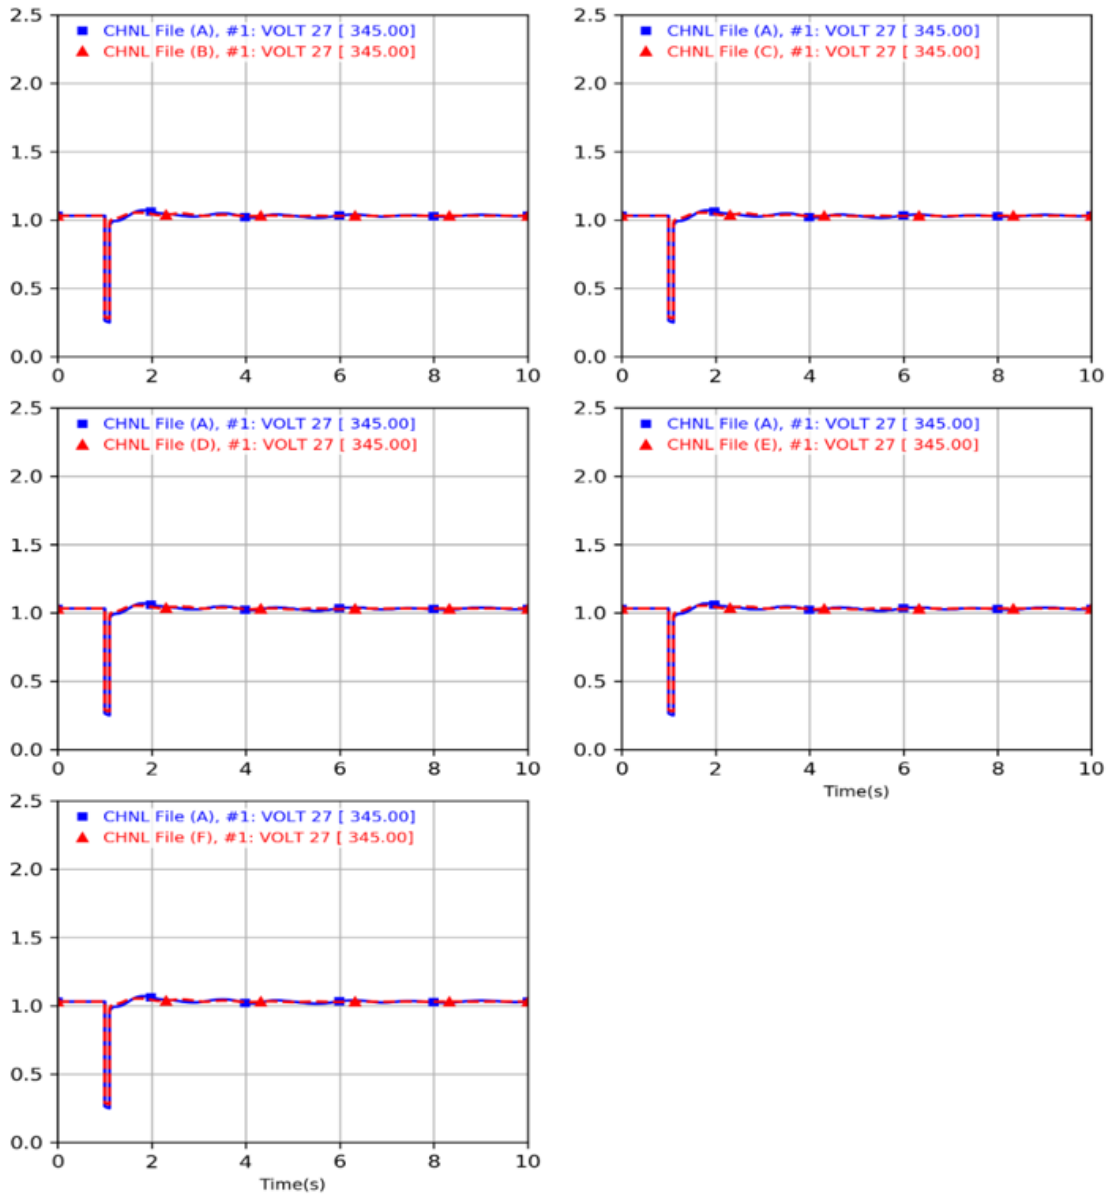 2.5
CHNL File (A), #1: VOLT 27 [ 345.00]
CHNL File (B), #1: VOLT 27 [ 345.00]
2.0
1.5
1.0
0.5
0.0
0 2 4 6 8 10
2.5
CHNL File (A), #1: VOLT 27 [ 345.00]
CHNL File (C), #1: VOLT 27 [ 345.00]
2.0
1.5
1.0
0.5
0.0
0 2 4 6 8 10
2.5
CHNL File (A), #1: VOLT 27 [ 345.00]
CHNL File (D), #1: VOLT 27 [ 345.00]
2.0
1.5
1.0
0.5
0.0
0 2 4 6 8 10
2.5
CHNL File (A), #1: VOLT 27 [ 345.00]
CHNL File (E), #1: VOLT 27 [ 345.00]
2.0
1.5
1.0
0.5
0.0
0 2 4 6 8 10
Time(s)
2.5
CHNL File (A), #1: VOLT 27 [ 345.00]
CHNL File (F), #1: VOLT 27 [ 345.00]
2.0
1.5
1.0
0.5
0.0
0 2 4 6 8 10
Time(s)